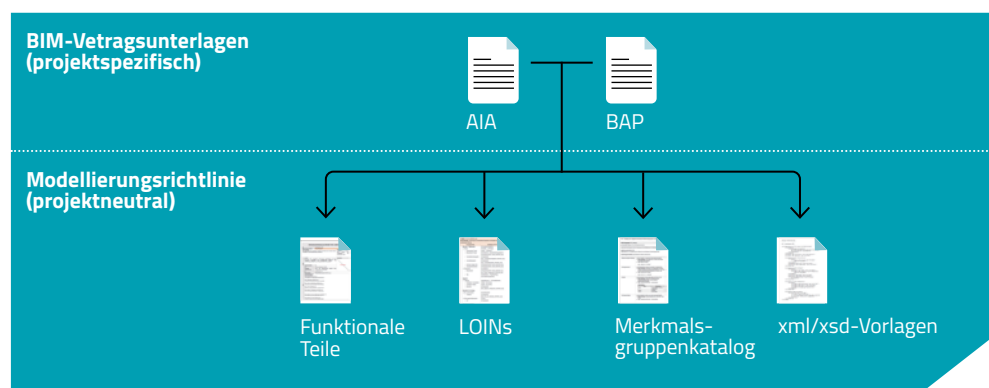 BIM-Vetragsunterlagen
(projektspezifisch)
AIA
BAP
Modellierungsrichtlinie
(projektneutral)
Funktionale
Teile
LOINs
Merkmals-
gruppenkatalog
xml/xsd-Vorlagen